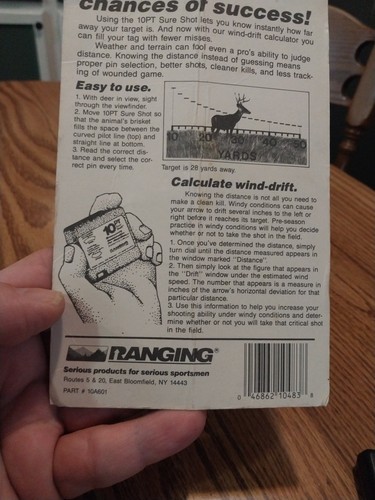 chances of success!
Using the 10PT Sure Shot lets you know instantly how far
away your target is. And now with our wind-drift calculator you
can fill your tag with fewer misses.
Weather and terrain can fool even a pro's ability to judge
distance. Knowing the distance instead of guessing means
proper pin selection, better shots, cleaner kills, and less track-
ing of wounded game.
Easy to use.
1. With deer in view, sight
through the viewfinder.
2. Move 10PT Sure Shot so
that the animal's brisket
fills the space between the
curved pilot line (top) and
straight line at bottom.
3. Read the correct dis-
tance and select the cor-
rect pin every time.
10 20 30 40 50
YARDS
Target is 28 yards away.
Calculate wind-drift.
Knowing the distance is not all you need to
make a clean kill. Windy conditions can cause
your arrow to drift several inches to the left or
right before it reaches its target. Pre-season
practice in windy conditions will help you decide
whether or not to take the shot in the field.
1. Once you've determined the distance, simply
turn dial until the distance measured appears in
the window marked "Distance".
2. Then simply look at the figure that appears in
the "Drift" window under the estimated wind
speed. The number that appears is a measure in
inches of the arrow's horizontal deviation for that
particular distance.
3. Use this information to help you increase your
shooting ability under windy conditions and deter-
mine whether or not you will take that critical shot
in the field.
10
RANGING®
Serious products for serious sportsmen
Routes 5 & 20, East Bloomfield, NY 14443
PART # 10A601
0 46862 10483 8